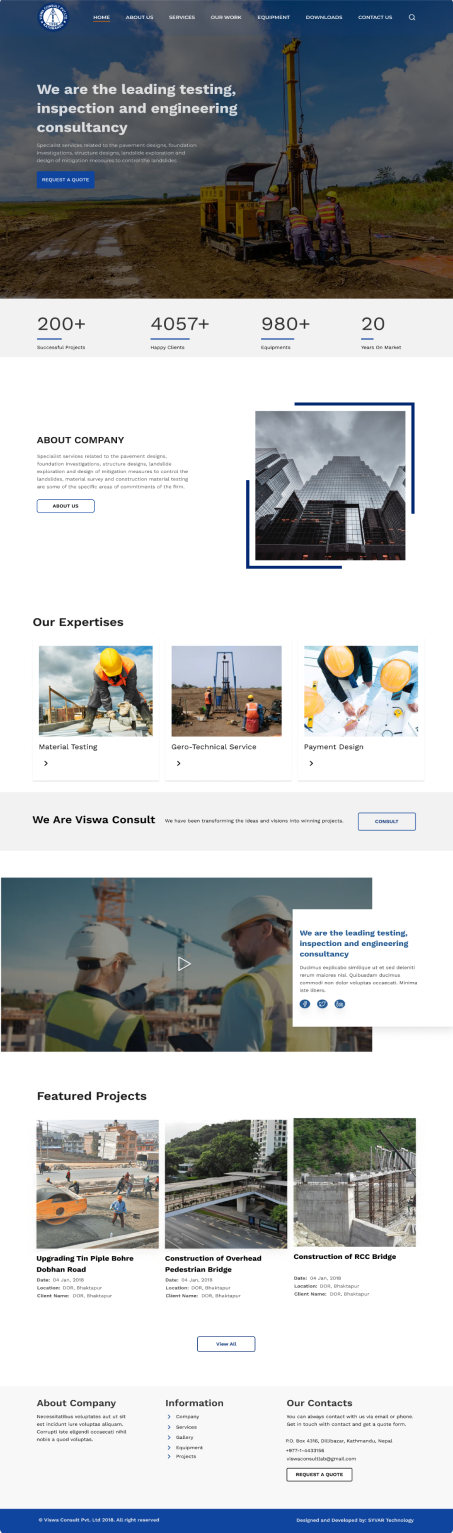 HOME ABOUT US SERVICES OUR WORK EQUIPMENT DOWNLOADS CONTACT US
We are the leading testing,
inspection and engineering
consultancy
Specialist services related to the pavement designs, foundation
investigations, structure designs, landslide exploration and
design of mitigation measures to control the landslides.
REQUEST A QUOTE
200+ 4057+ 980+ 20
Successful Projects Happy Clients Equipments Years On Market
ABOUT COMPANY
Specialist services related to the pavement designs,
foundation investigations, structure designs, landslide
exploration and design of mitigation measures to control the
landslides, material survey and construction material testing
are some of the specific areas of commitments of the firm.
ABOUT US
Our Expertises
Material Testing Gero-Technical Service Payment Design
We Are Viswa Consult We have been transforming the ideas and visions into winning projects. CONSULT
We are the leading testing,
inspection and engineering
consultancy
Ducimus explicabo similique ut et sed deleniti
rerum maiores nisi. Quibusdam ducimus
commodi non dolor voluptas occaecati. Minima
iste libero.
Featured Projects
Upgrading Tin Piple Bohre
Dobhan Road
Date: 04 Jan, 2018
Location: DOR, Bhaktapur
Client Name: DOR, Bhaktapur
Construction of Overhead
Pedestrian Bridge
Date: 04 Jan, 2018
Location: DOR, Bhaktapur
Client Name: DOR, Bhaktapur
Construction of RCC Bridge
Date: 04 Jan, 2018
Location: DOR, Bhaktapur
Client Name: DOR, Bhaktapur
View All
About Company
Necessitatibus voluptates aut ut sit
est incidunt iure voluptas aliquam.
Corrupti iste eligendi occaecati nihil
nobis a quod voluptas.
Information
Company
Services
Gallery
Equipment
Projects
Our Contacts
You can always contact with us via email or phone.
Get in touch with contact and get a quote form.
P.O. Box 4316, Dillibazar, Kathmandu, Nepal
+977-1-4433156
viswaconsultlab@gmail.com
REQUEST A QUOTE
© Viswa Consult Pvt. Ltd 2018. All right reserved Designed and Developed by: SYVAR Technology